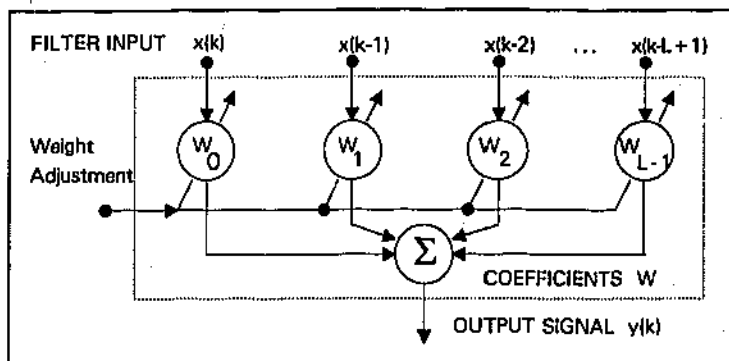 FILTER INPUT x(k) x(k-1) x(k-2) ... x(k-L+1)
Weight
Adjustment
W0 W1 W2 WL-1
Σ
COEFFICIENTS W
OUTPUT SIGNAL y(k)